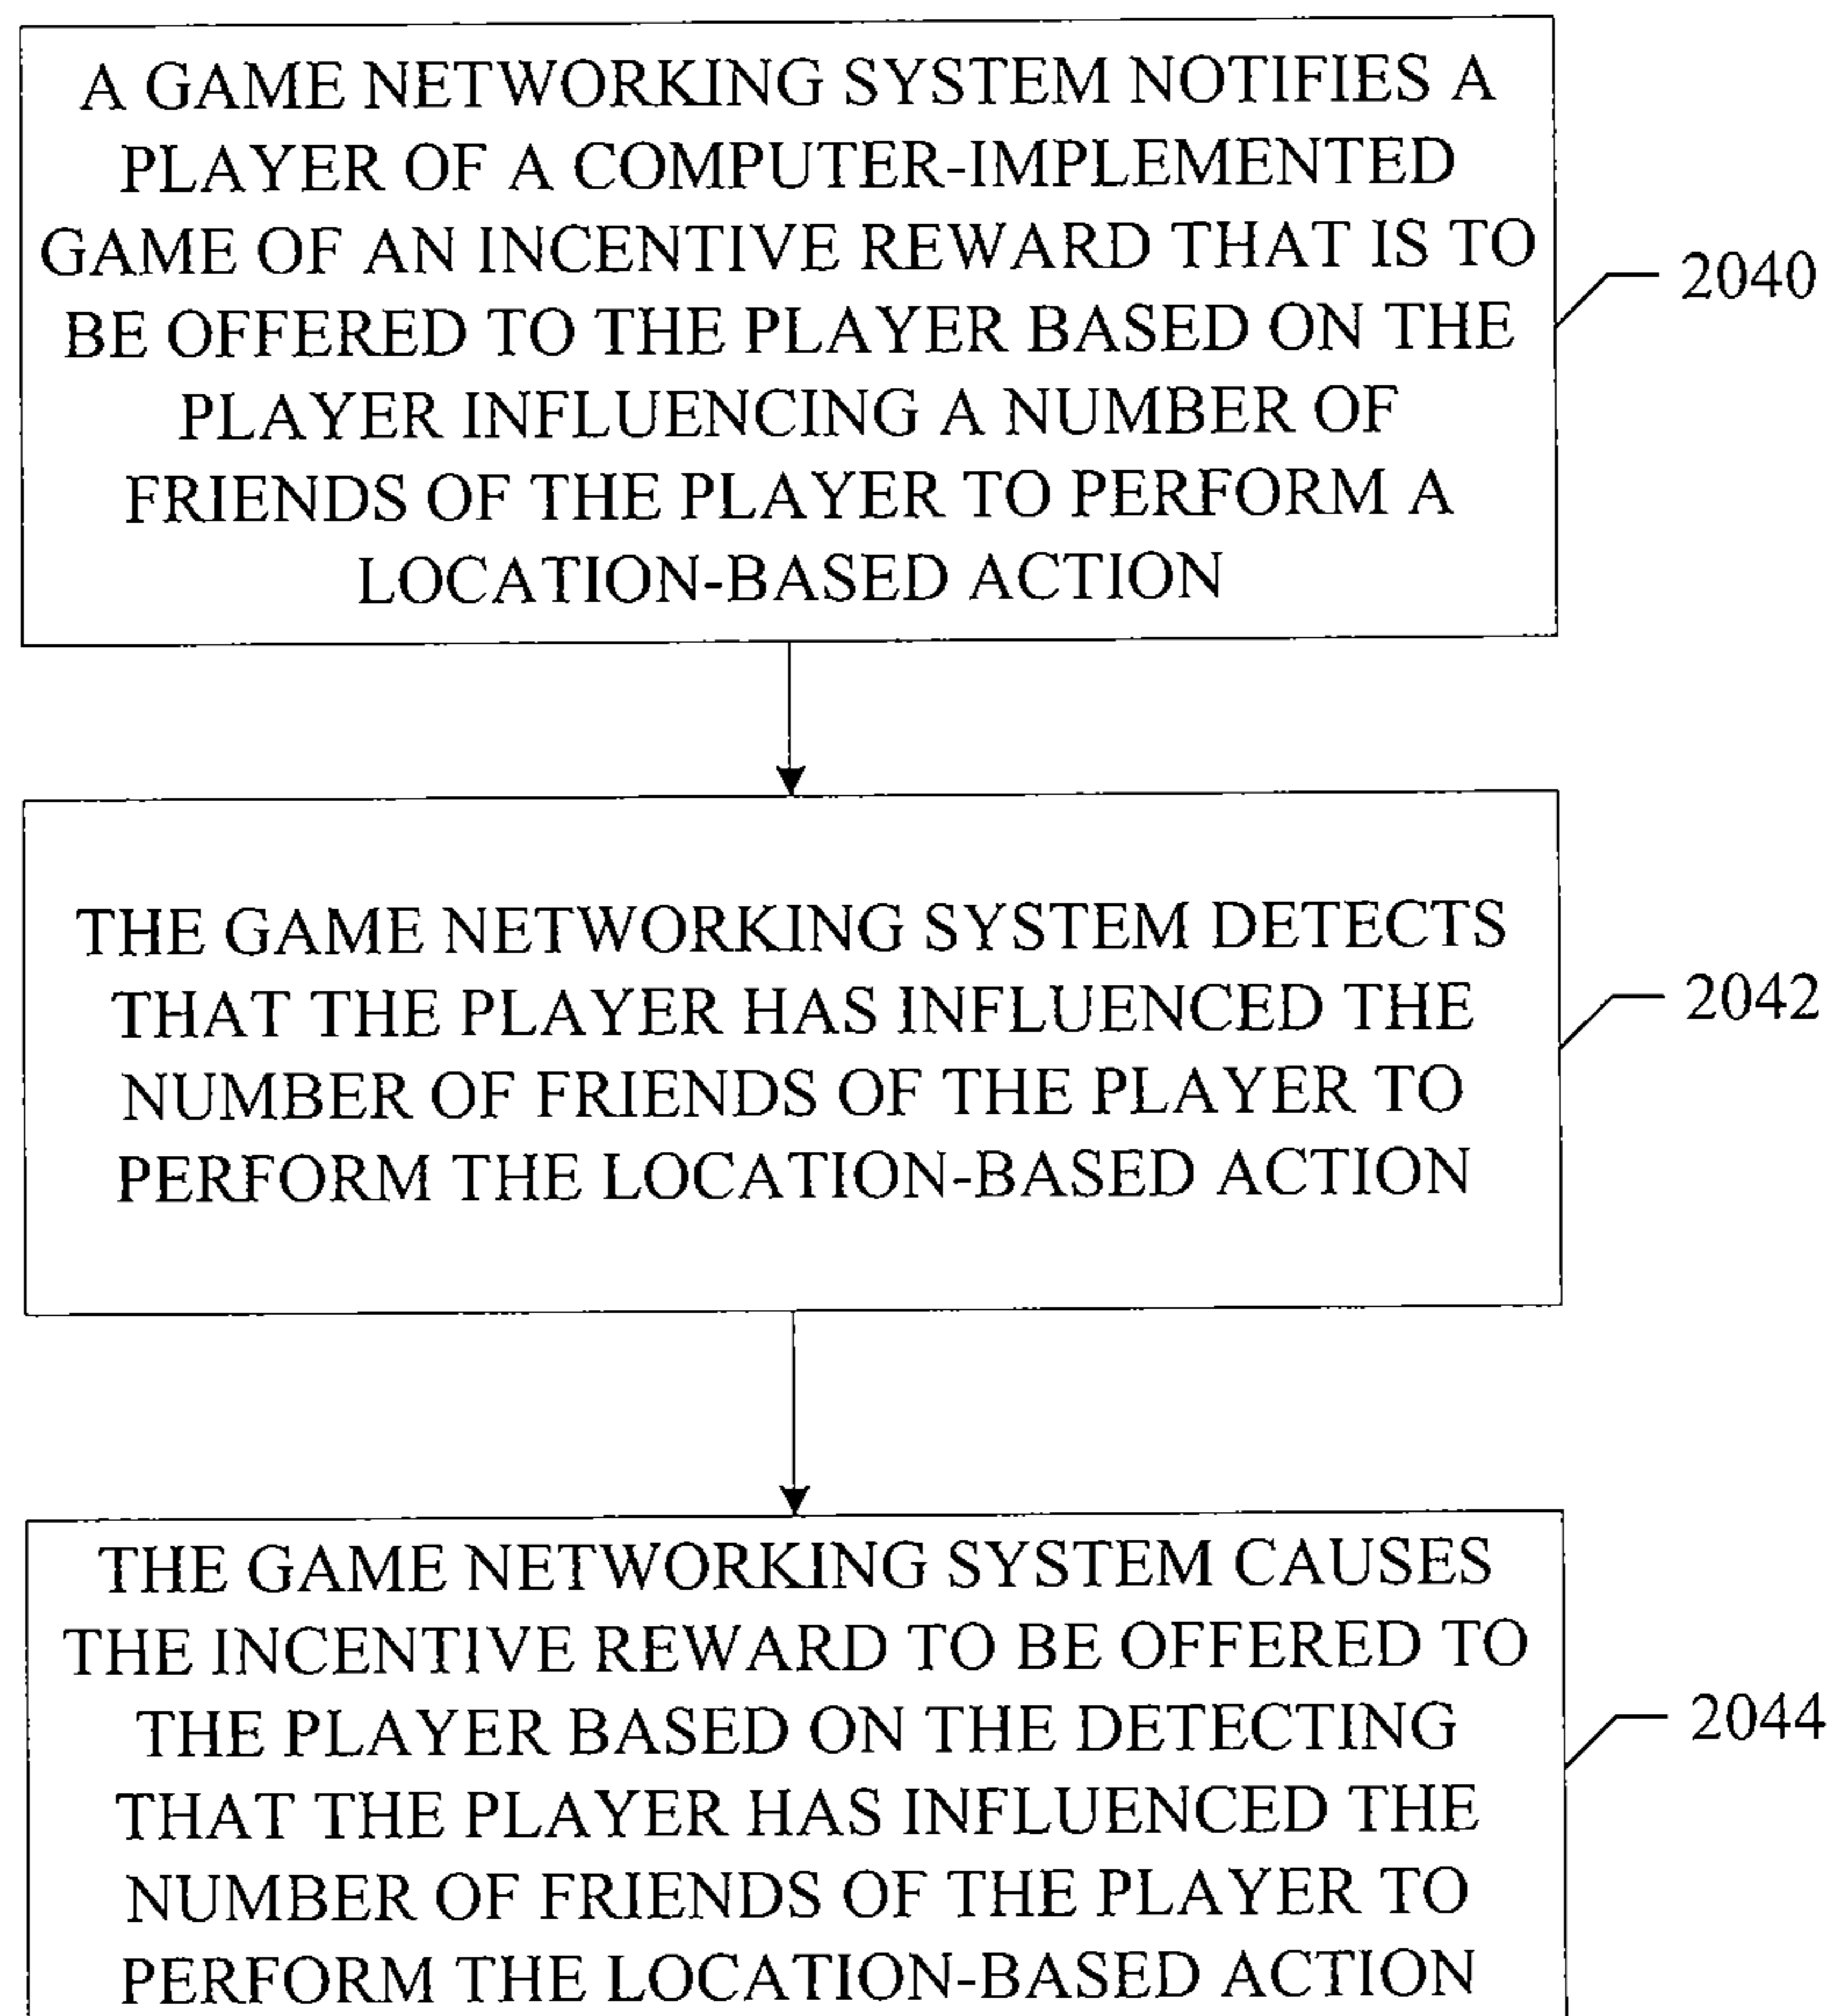 A GAME NETWORKING SYSTEM NOTIFIES A
PLAYER OF A COMPUTER-IMPLEMENTED
GAME OF AN INCENTIVE REWARD THAT IS TO
BE OFFERED TO THE PLAYER BASED ON THE
PLAYER INFLUENCING A NUMBER OF
FRIENDS OF THE PLAYER TO PERFORM A
LOCATION-BASED ACTION
2040
THE GAME NETWORKING SYSTEM DETECTS
THAT THE PLAYER HAS INFLUENCED THE
NUMBER OF FRIENDS OF THE PLAYER TO
PERFORM THE LOCATION-BASED ACTION
2042
THE GAME NETWORKING SYSTEM CAUSES
THE INCENTIVE REWARD TO BE OFFERED TO
THE PLAYER BASED ON THE DETECTING
THAT THE PLAYER HAS INFLUENCED THE
NUMBER OF FRIENDS OF THE PLAYER TO
PERFORM THE LOCATION-BASED ACTION
2044